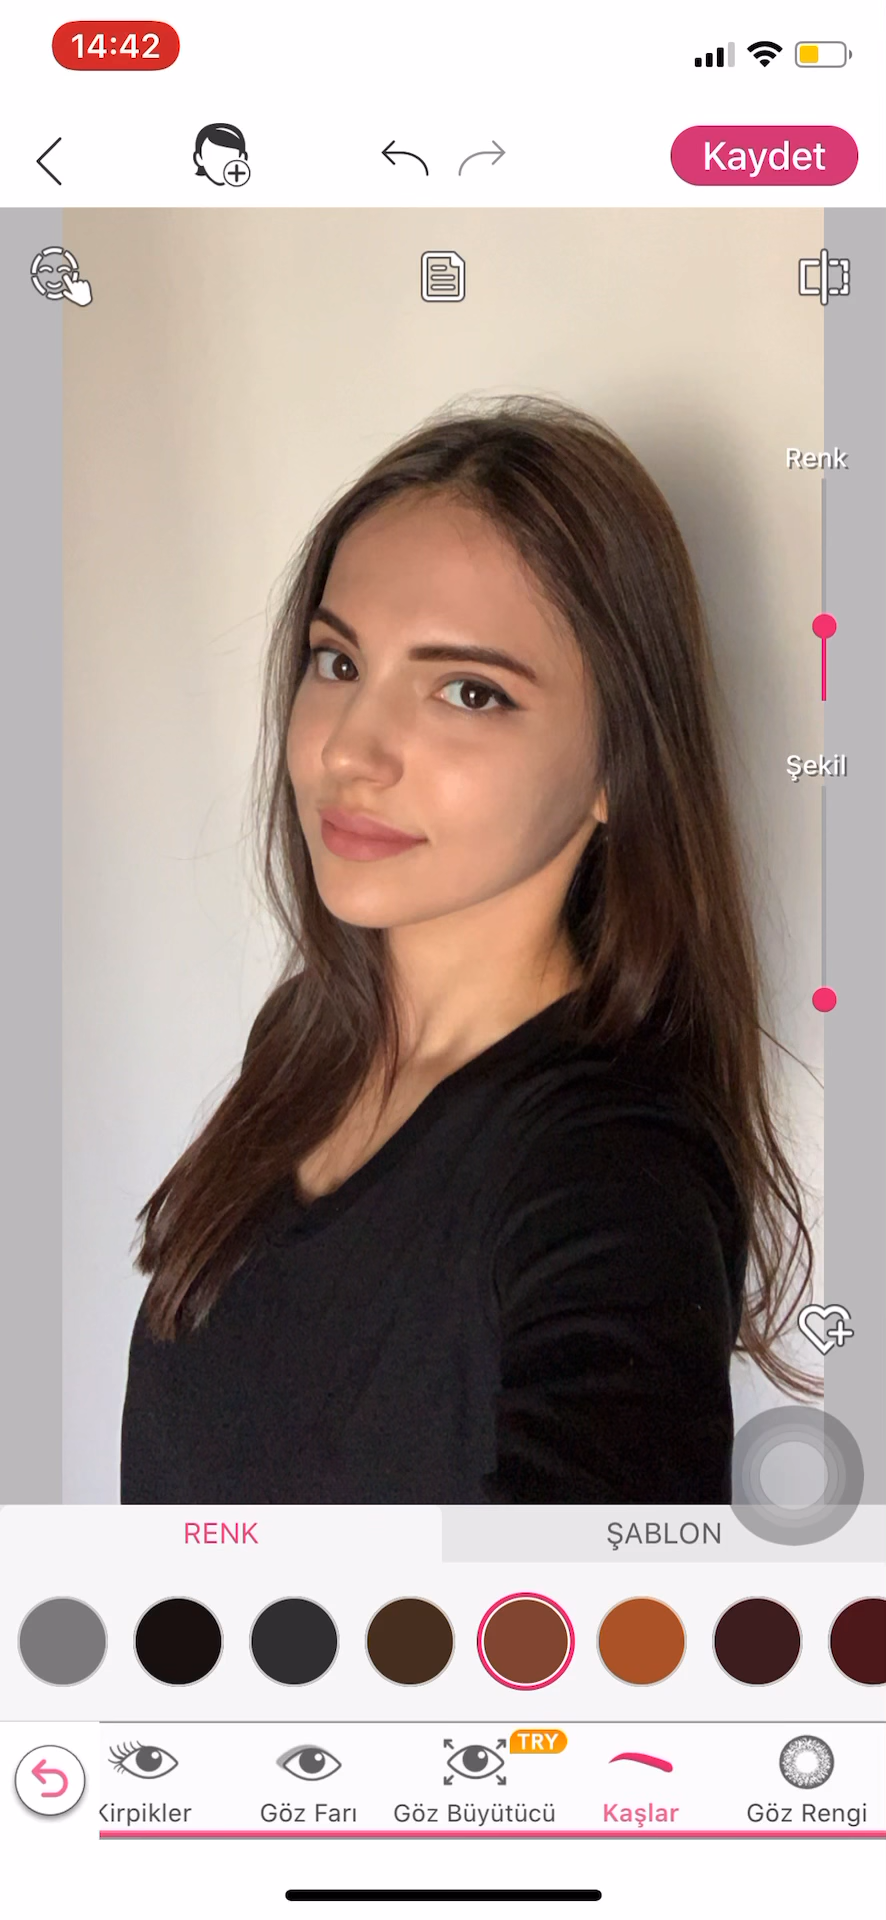 14:42
Kaydet
Renk
Şekil
RENK
ŞABLON
TRY
Kirpikler
Göz Farı
Göz Büyütücü
Kaşlar
Göz Rengi